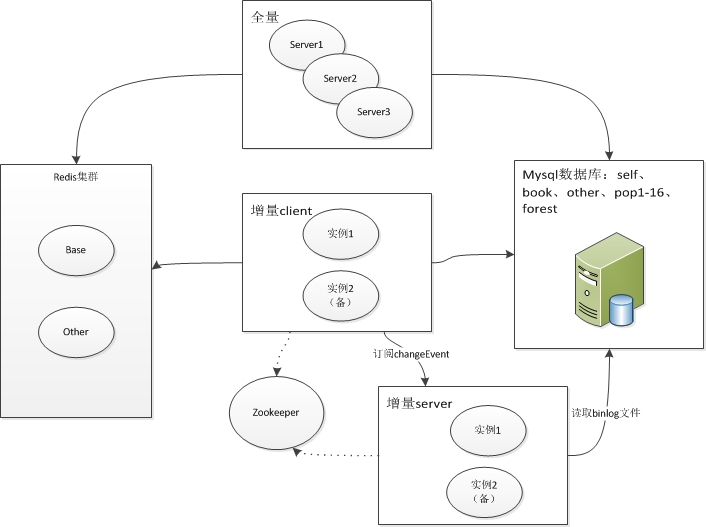 全量
Server1
Server2
Server3
Redis集群
Base
Other
增量client
实例1
实例2
（备）
Mysql数据库：self、
book、other、pop1-16、
forest
订阅changeEvent
Zookeeper
增量server
实例1
实例2
（备）
读取binlog文件